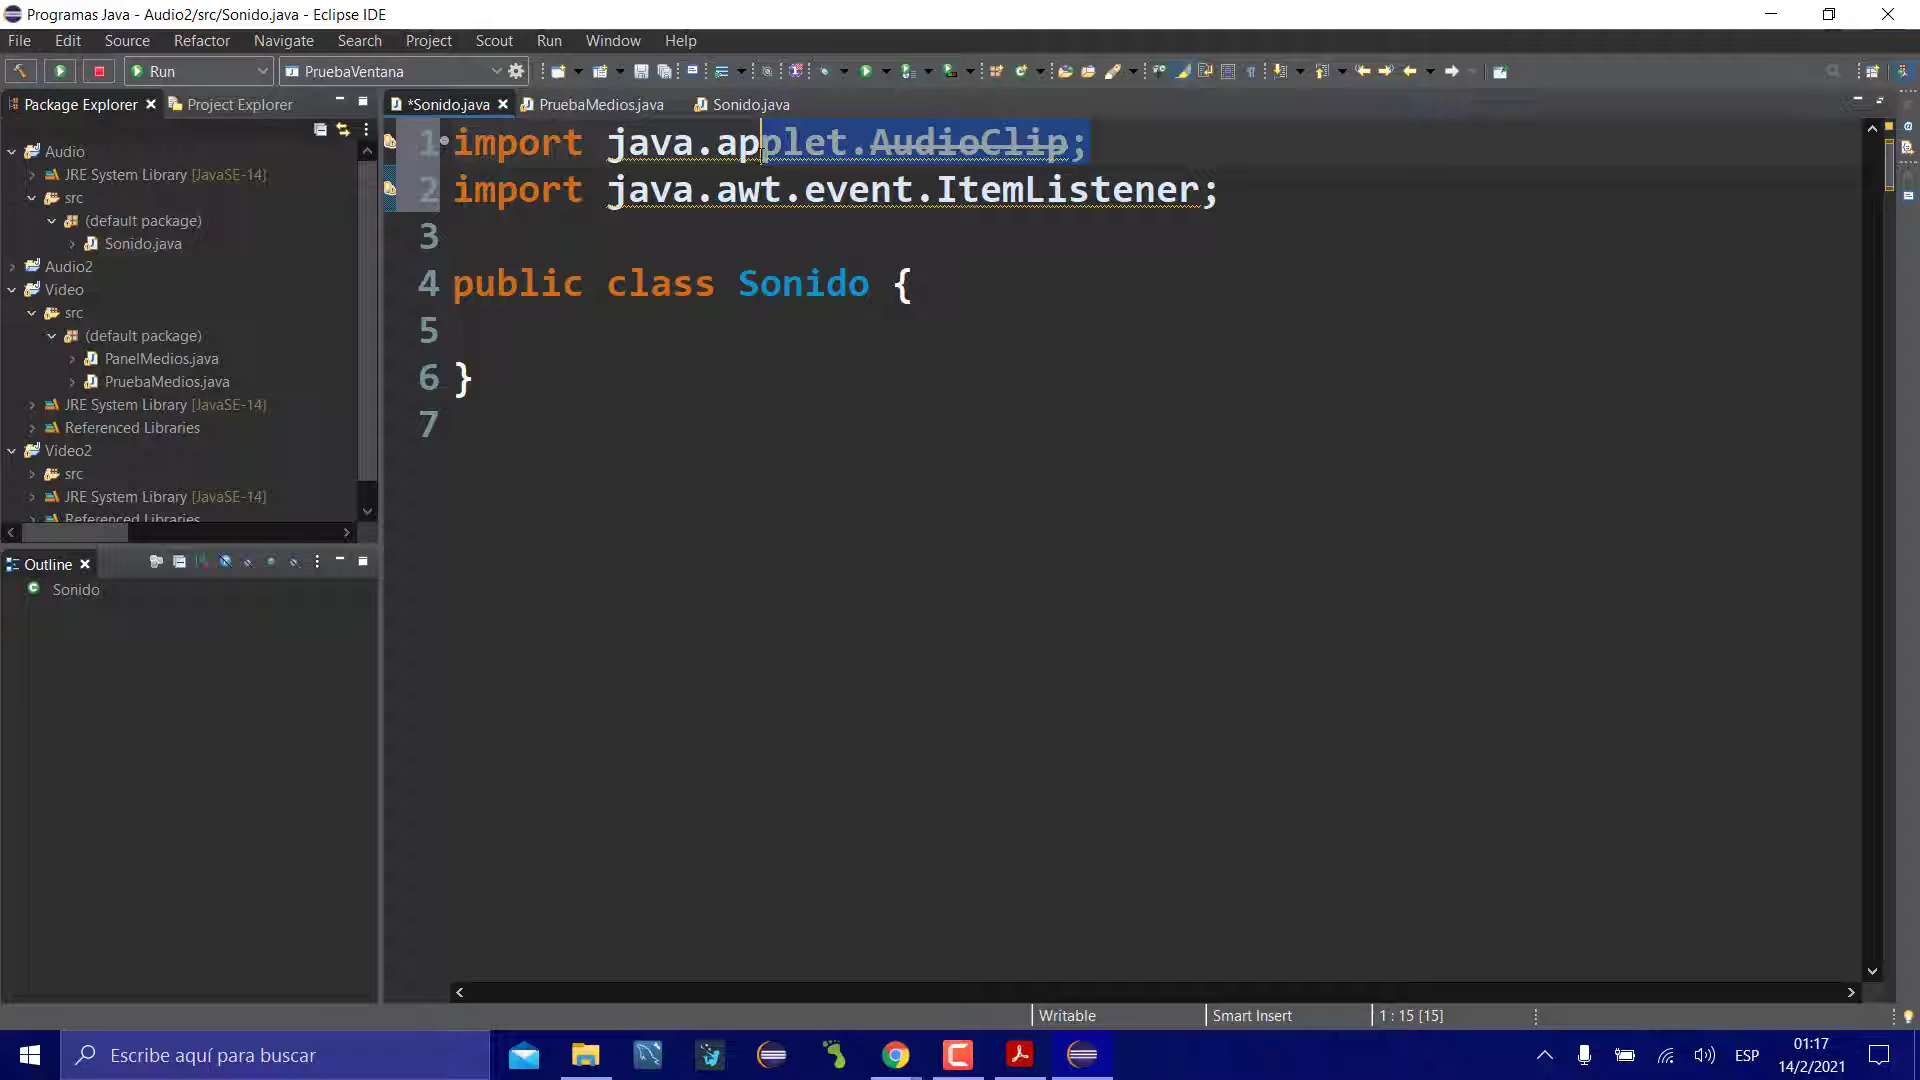 Programas Java - Audio2/src/Sonido.java - Eclipse IDE
File Edit Source Refactor Navigate Search Project Scout Run Window Help
Run PruebaVentana
Package Explorer Project Explorer *Sonido.java PruebaMedios.java Sonido.java
Audio
JRE System Library [JavaSE-14]
src
(default package)
Sonido.java
Audio2
Video
src
(default package)
PanelMedios.java
PruebaMedios.java
JRE System Library [JavaSE-14]
Referenced Libraries
Video2
src
JRE System Library [JavaSE-14]
Referenced Libraries
1 import java.applet.AudioClip;
2 import java.awt.event.ItemListener;
3
4 public class Sonido {
5
6 }
7
Outline
Sonido
Writable Smart Insert 1 : 15 [15]
Escribe aquí para buscar
ESP 01:17
14/2/2021